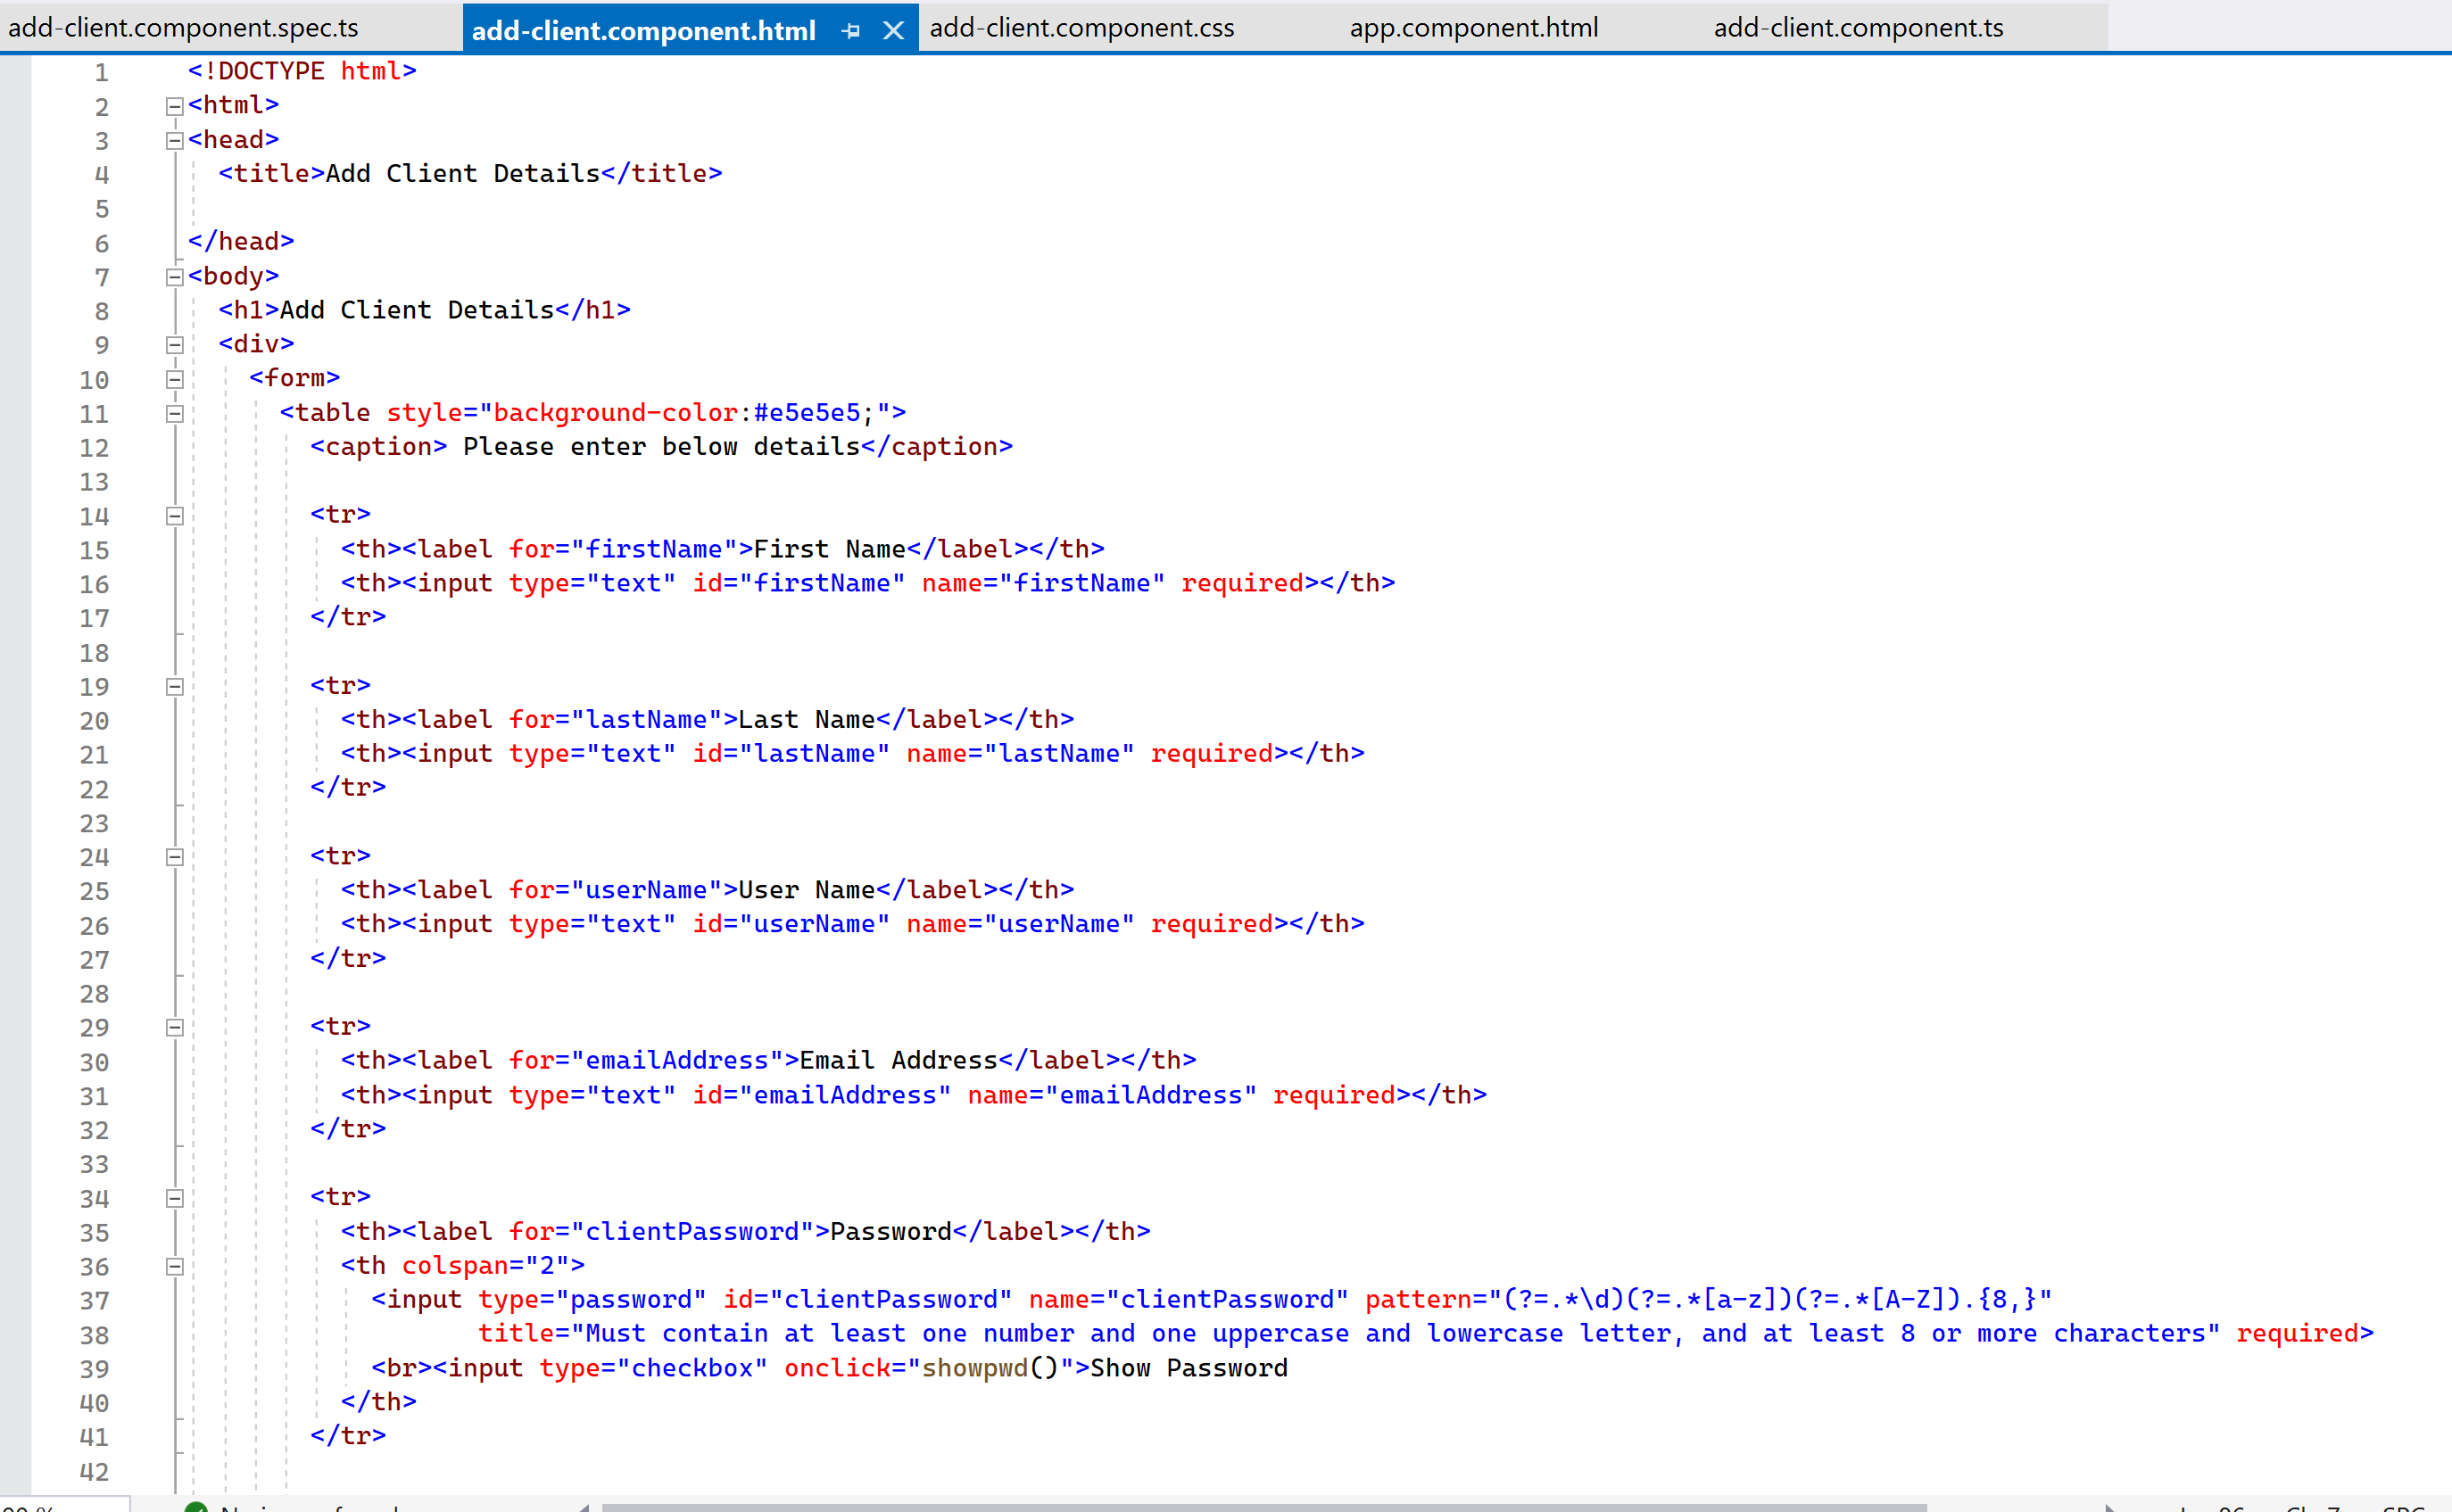 add-client.component.spec.ts add-client.component.html add-client.component.css app.component.html add-client.component.ts
1 <!DOCTYPE html>
2 <html>
3 <head>
4 <title>Add Client Details</title>
5
6 </head>
7 <body>
8 <h1>Add Client Details</h1>
9 <div>
10 <form>
11 <table style="background-color:#e5e5e5;">
12 <caption> Please enter below details</caption>
13
14 <tr>
15 <th><label for="firstName">First Name</label></th>
16 <th><input type="text" id="firstName" name="firstName" required></th>
17 </tr>
18
19 <tr>
20 <th><label for="lastName">Last Name</label></th>
21 <th><input type="text" id="lastName" name="lastName" required></th>
22 </tr>
23
24 <tr>
25 <th><label for="userName">User Name</label></th>
26 <th><input type="text" id="userName" name="userName" required></th>
27 </tr>
28
29 <tr>
30 <th><label for="emailAddress">Email Address</label></th>
31 <th><input type="text" id="emailAddress" name="emailAddress" required></th>
32 </tr>
33
34 <tr>
35 <th><label for="clientPassword">Password</label></th>
36 <th colspan="2">
37 <input type="password" id="clientPassword" name="clientPassword" pattern="(?=.*\d)(?=.*[a-z])(?=.*[A-Z]).{8,}"
38 title="Must contain at least one number and one uppercase and lowercase letter, and at least 8 or more characters" required>
39 <br><input type="checkbox" onclick="showpwd()">Show Password
40 </th>
41 </tr>
42